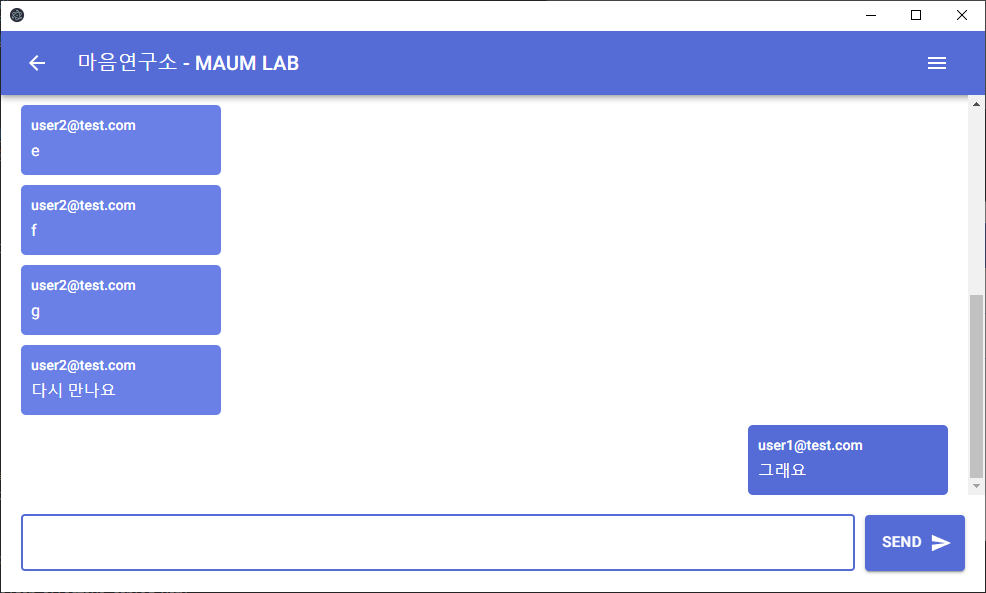 마음연구소 - MAUM LAB
user2@test.com
e
user2@test.com
f
user2@test.com
g
user2@test.com
다시 만나요
user1@test.com
그래요
SEND